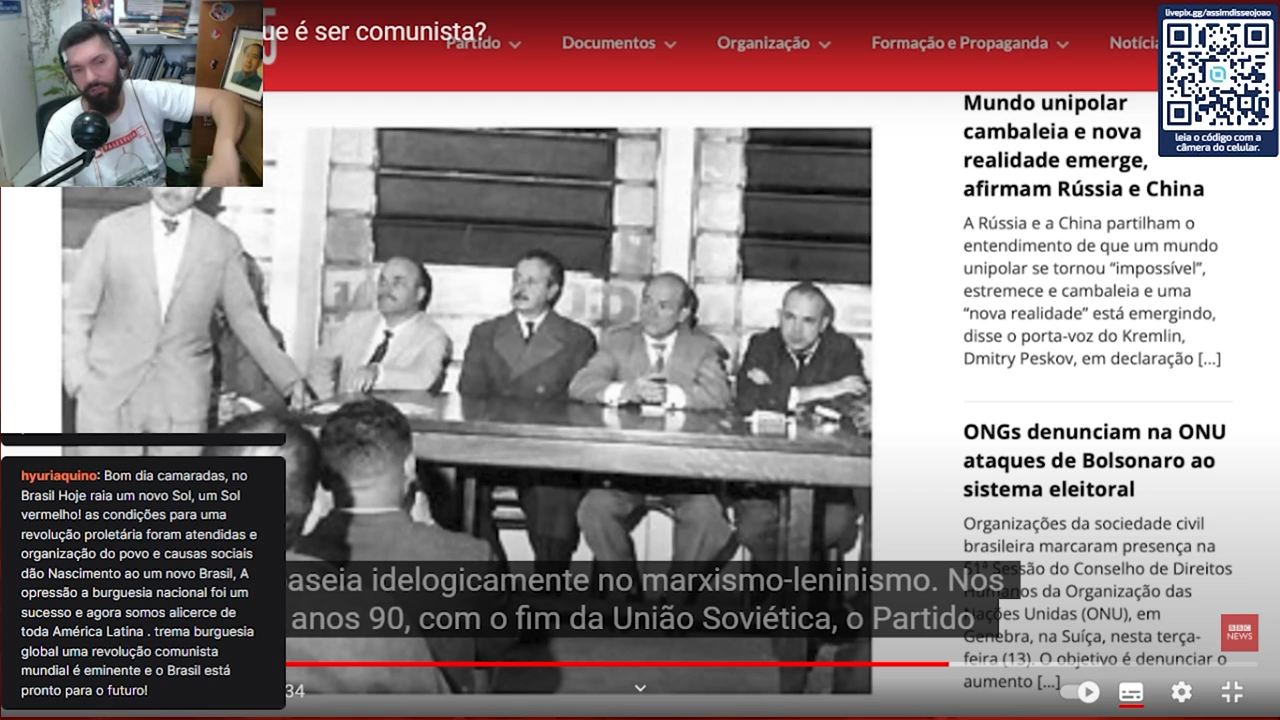 ue é ser comunista?
Partido
Documentos
Organização
Formação e Propaganda
Notícia
livepix.gg/assimdissejoao
leia o código com a
câmera do celular.
Mundo unipolar
cambaleia e nova
realidade emerge,
afirmam Rússia e China
A Rússia e a China partilham o
entendimento de que um mundo
unipolar se tornou “impossível”,
estremece e cambaleia e uma
“nova realidade” está emergindo,
disse o porta-voz do Kremlin,
Dmitry Peskov, em declaração [...]
ONGs denunciam na ONU
ataques de Bolsonaro ao
sistema eleitoral
Organizações da sociedade civil
brasileira marcaram presença na
51ª Sessão do Conselho de Direitos
Humanos da Organização das
Nações Unidas (ONU), em
Genebra, na Suíça, nesta terça-
feira (13). O objetivo é denunciar o
aumento [...]
hyuriaquino: Bom dia camaradas, no
Brasil Hoje raia um novo Sol, um Sol
vermelho! as condições para uma
revolução proletária foram atendidas e
organização do povo e causas sociais
dão Nascimento ao um novo Brasil, A
opressão a burguesia nacional foi um
sucesso e agora somos alicerce de
toda América Latina . trema burguesia
global uma revolução comunista
mundial é eminente e o Brasil está
pronto para o futuro!
aseia idelogicamente no marxismo-leninismo. Nos
anos 90, com o fim da União Soviética, o Partido
BBC
NEWS
34